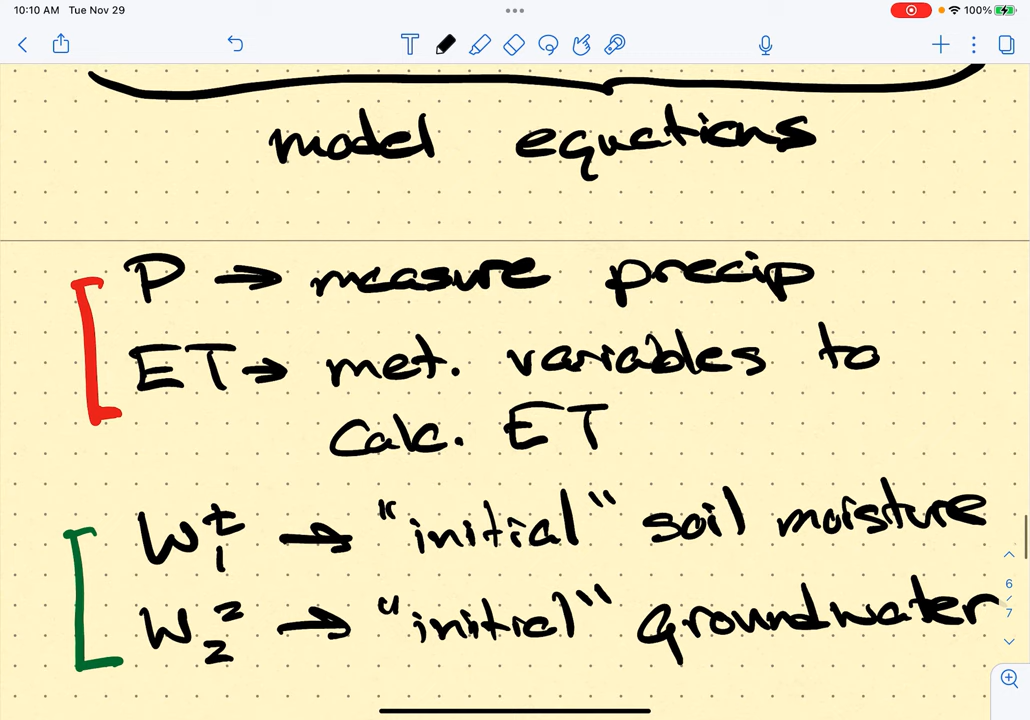 10:10 AM Tue Nov 29
100%
model equations
P → measure precip
ET → met. variables to
calc. ET
W₁ᵗ → "initial" soil moisture
W₂² → "initial" groundwater
6
/
7